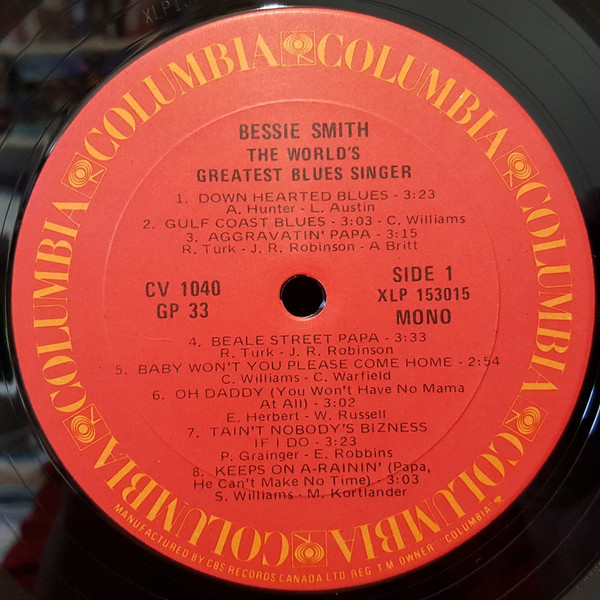 XLP 15
COLUMBIA COLUMBIA COLUMBIA COLUMBIA COLUMBIA COLUMBIA COLUMBIA
BESSIE SMITH
THE WORLD'S
GREATEST BLUES SINGER
1. DOWN HEARTED BLUES - 3:23
A. Hunter - L. Austin
2. GULF COAST BLUES - 3:03 - C. Williams
3. AGGRAVATIN' PAPA - 3:15
R. Turk - J. R. Robinson - A Britt
CV 1040
GP 33
SIDE 1
XLP 153015
MONO
4. BEALE STREET PAPA - 3:33
R. Turk - J. R. Robinson
5. BABY WON'T YOU PLEASE COME HOME - 2:54
C. Williams - C. Warfield
6. OH DADDY (You Won't Have No Mama
At All) - 3:02
E. Herbert - W. Russell
7. TAIN'T NOBODY'S BIZNESS
IF I DO - 3:23
P. Grainger - E. Robbins
8. KEEPS ON A-RAININ' (Papa,
He Can't Make No Time) - 3:03
S. Williams - M. Kortlander
MANUFACTURED BY CBS RECORDS CANADA LTD REG T M OWNER "COLUMBIA"